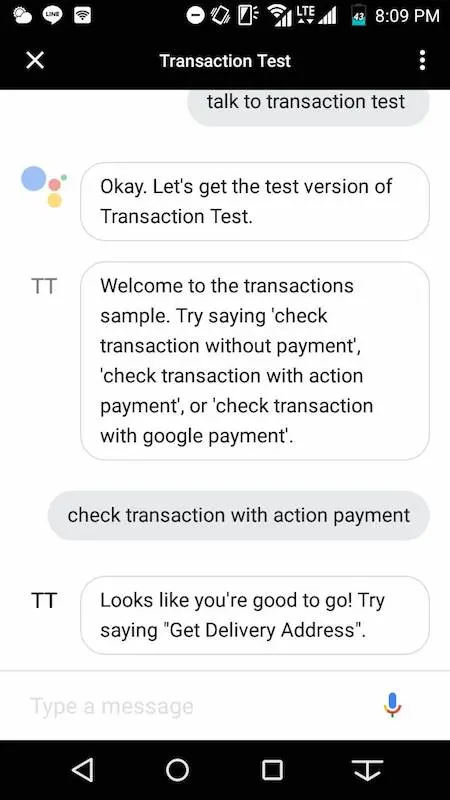 LINE
LTE
43
8:09 PM
Transaction Test
talk to transaction test
Okay. Let's get the test version of
Transaction Test.
TT
Welcome to the transactions
sample. Try saying 'check
transaction without payment',
'check transaction with action
payment', or 'check transaction
with google payment'.
check transaction with action payment
TT
Looks like you're good to go! Try
saying "Get Delivery Address".
Type a message